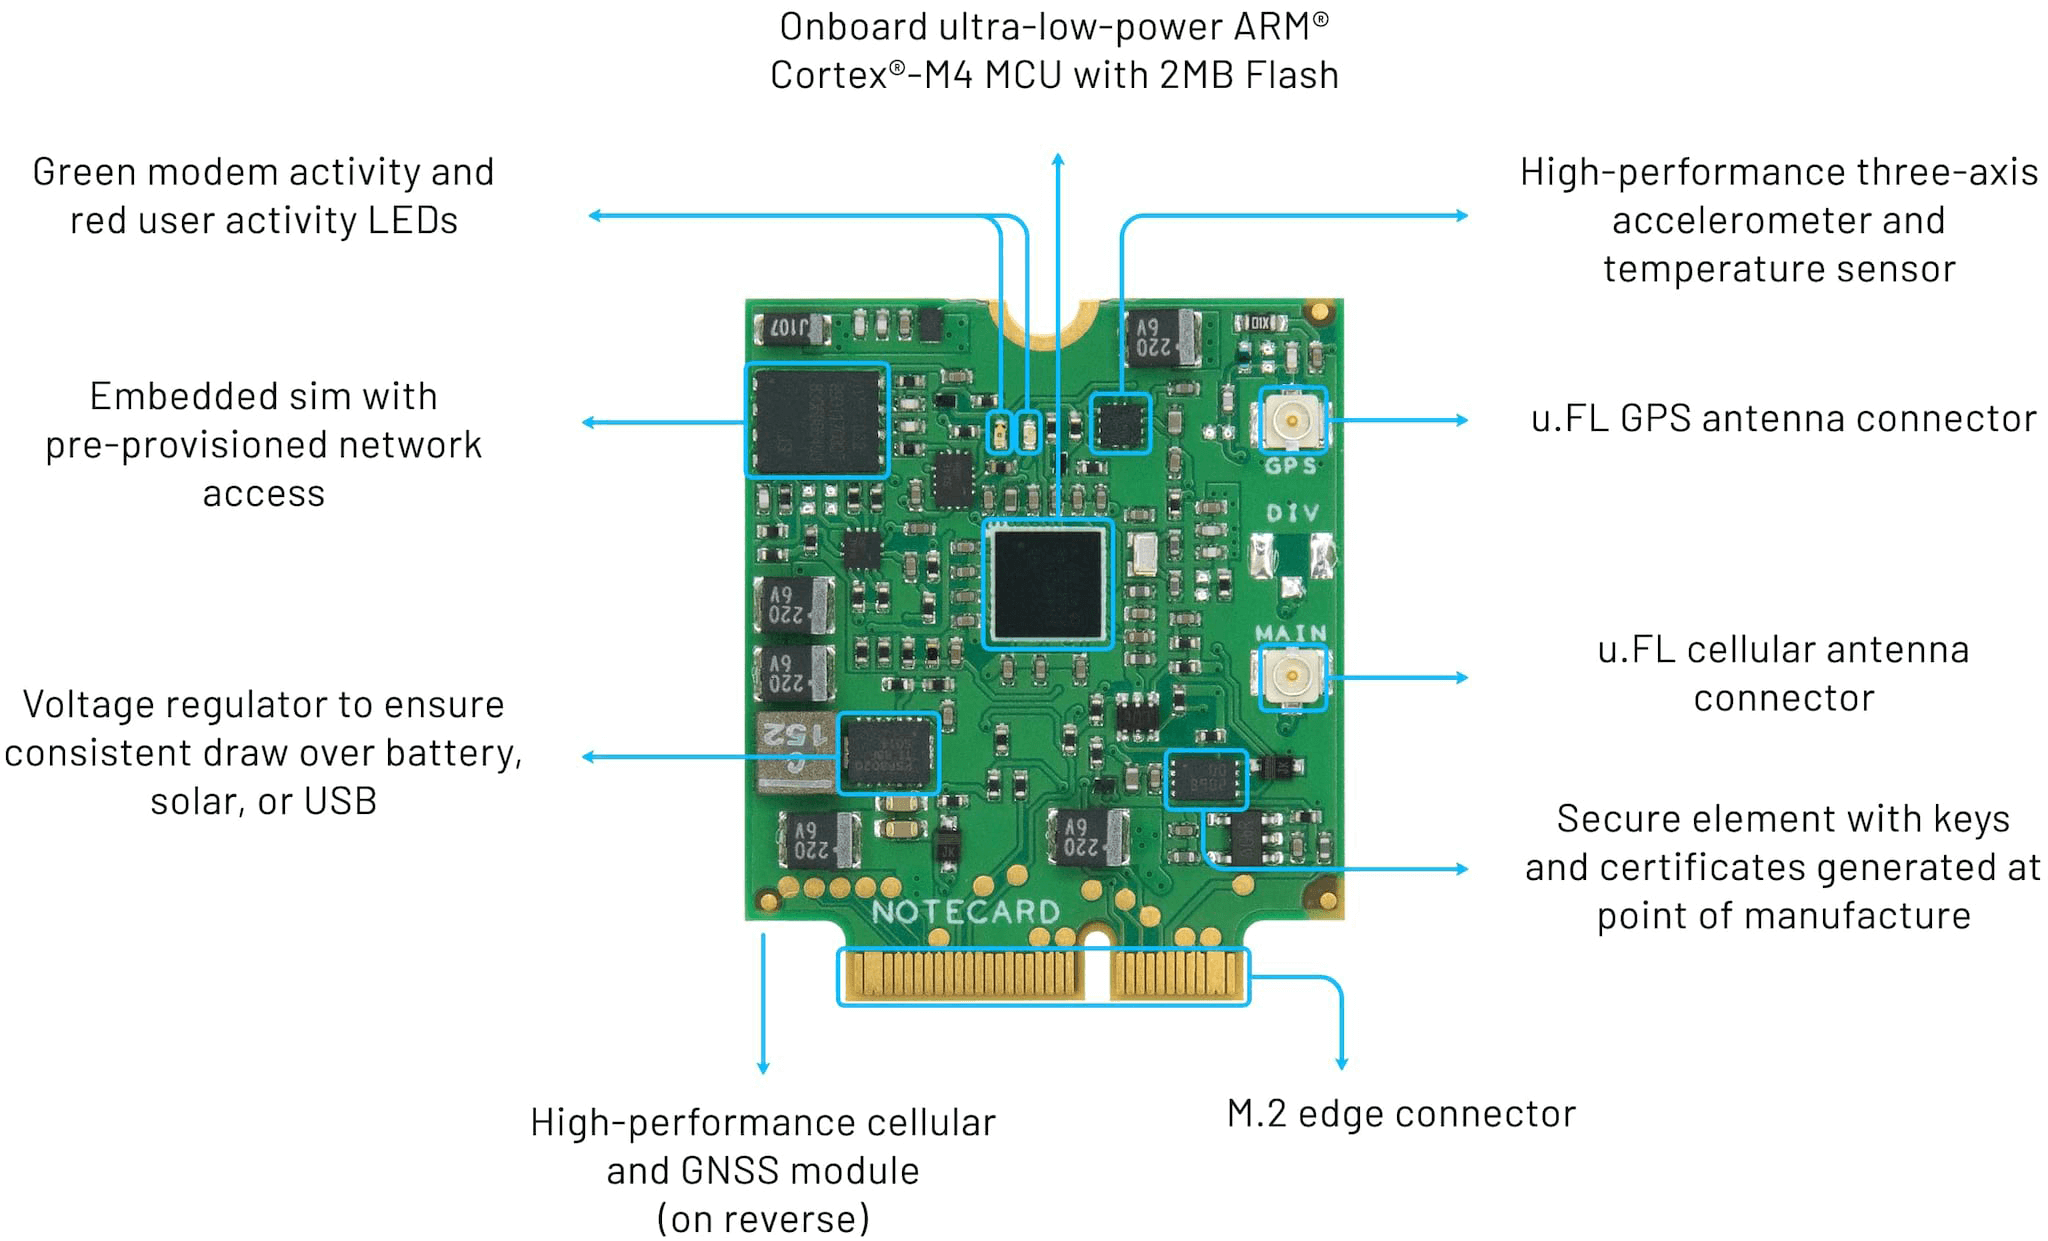 Onboard ultra-low-power ARM®
Cortex®-M4 MCU with 2MB Flash
Green modem activity and
red user activity LEDs
High-performance three-axis
accelerometer and
temperature sensor
Embedded sim with
pre-provisioned network
access
u.FL GPS antenna connector
u.FL cellular antenna
connector
Voltage regulator to ensure
consistent draw over battery,
solar, or USB
Secure element with keys
and certificates generated at
point of manufacture
High-performance cellular
and GNSS module
(on reverse)
M.2 edge connector
J107
220
6V
GPS
DIV
220
6V
MAIN
220
6V
152
220
6V
220
6V
JK
JK
NOTECARD